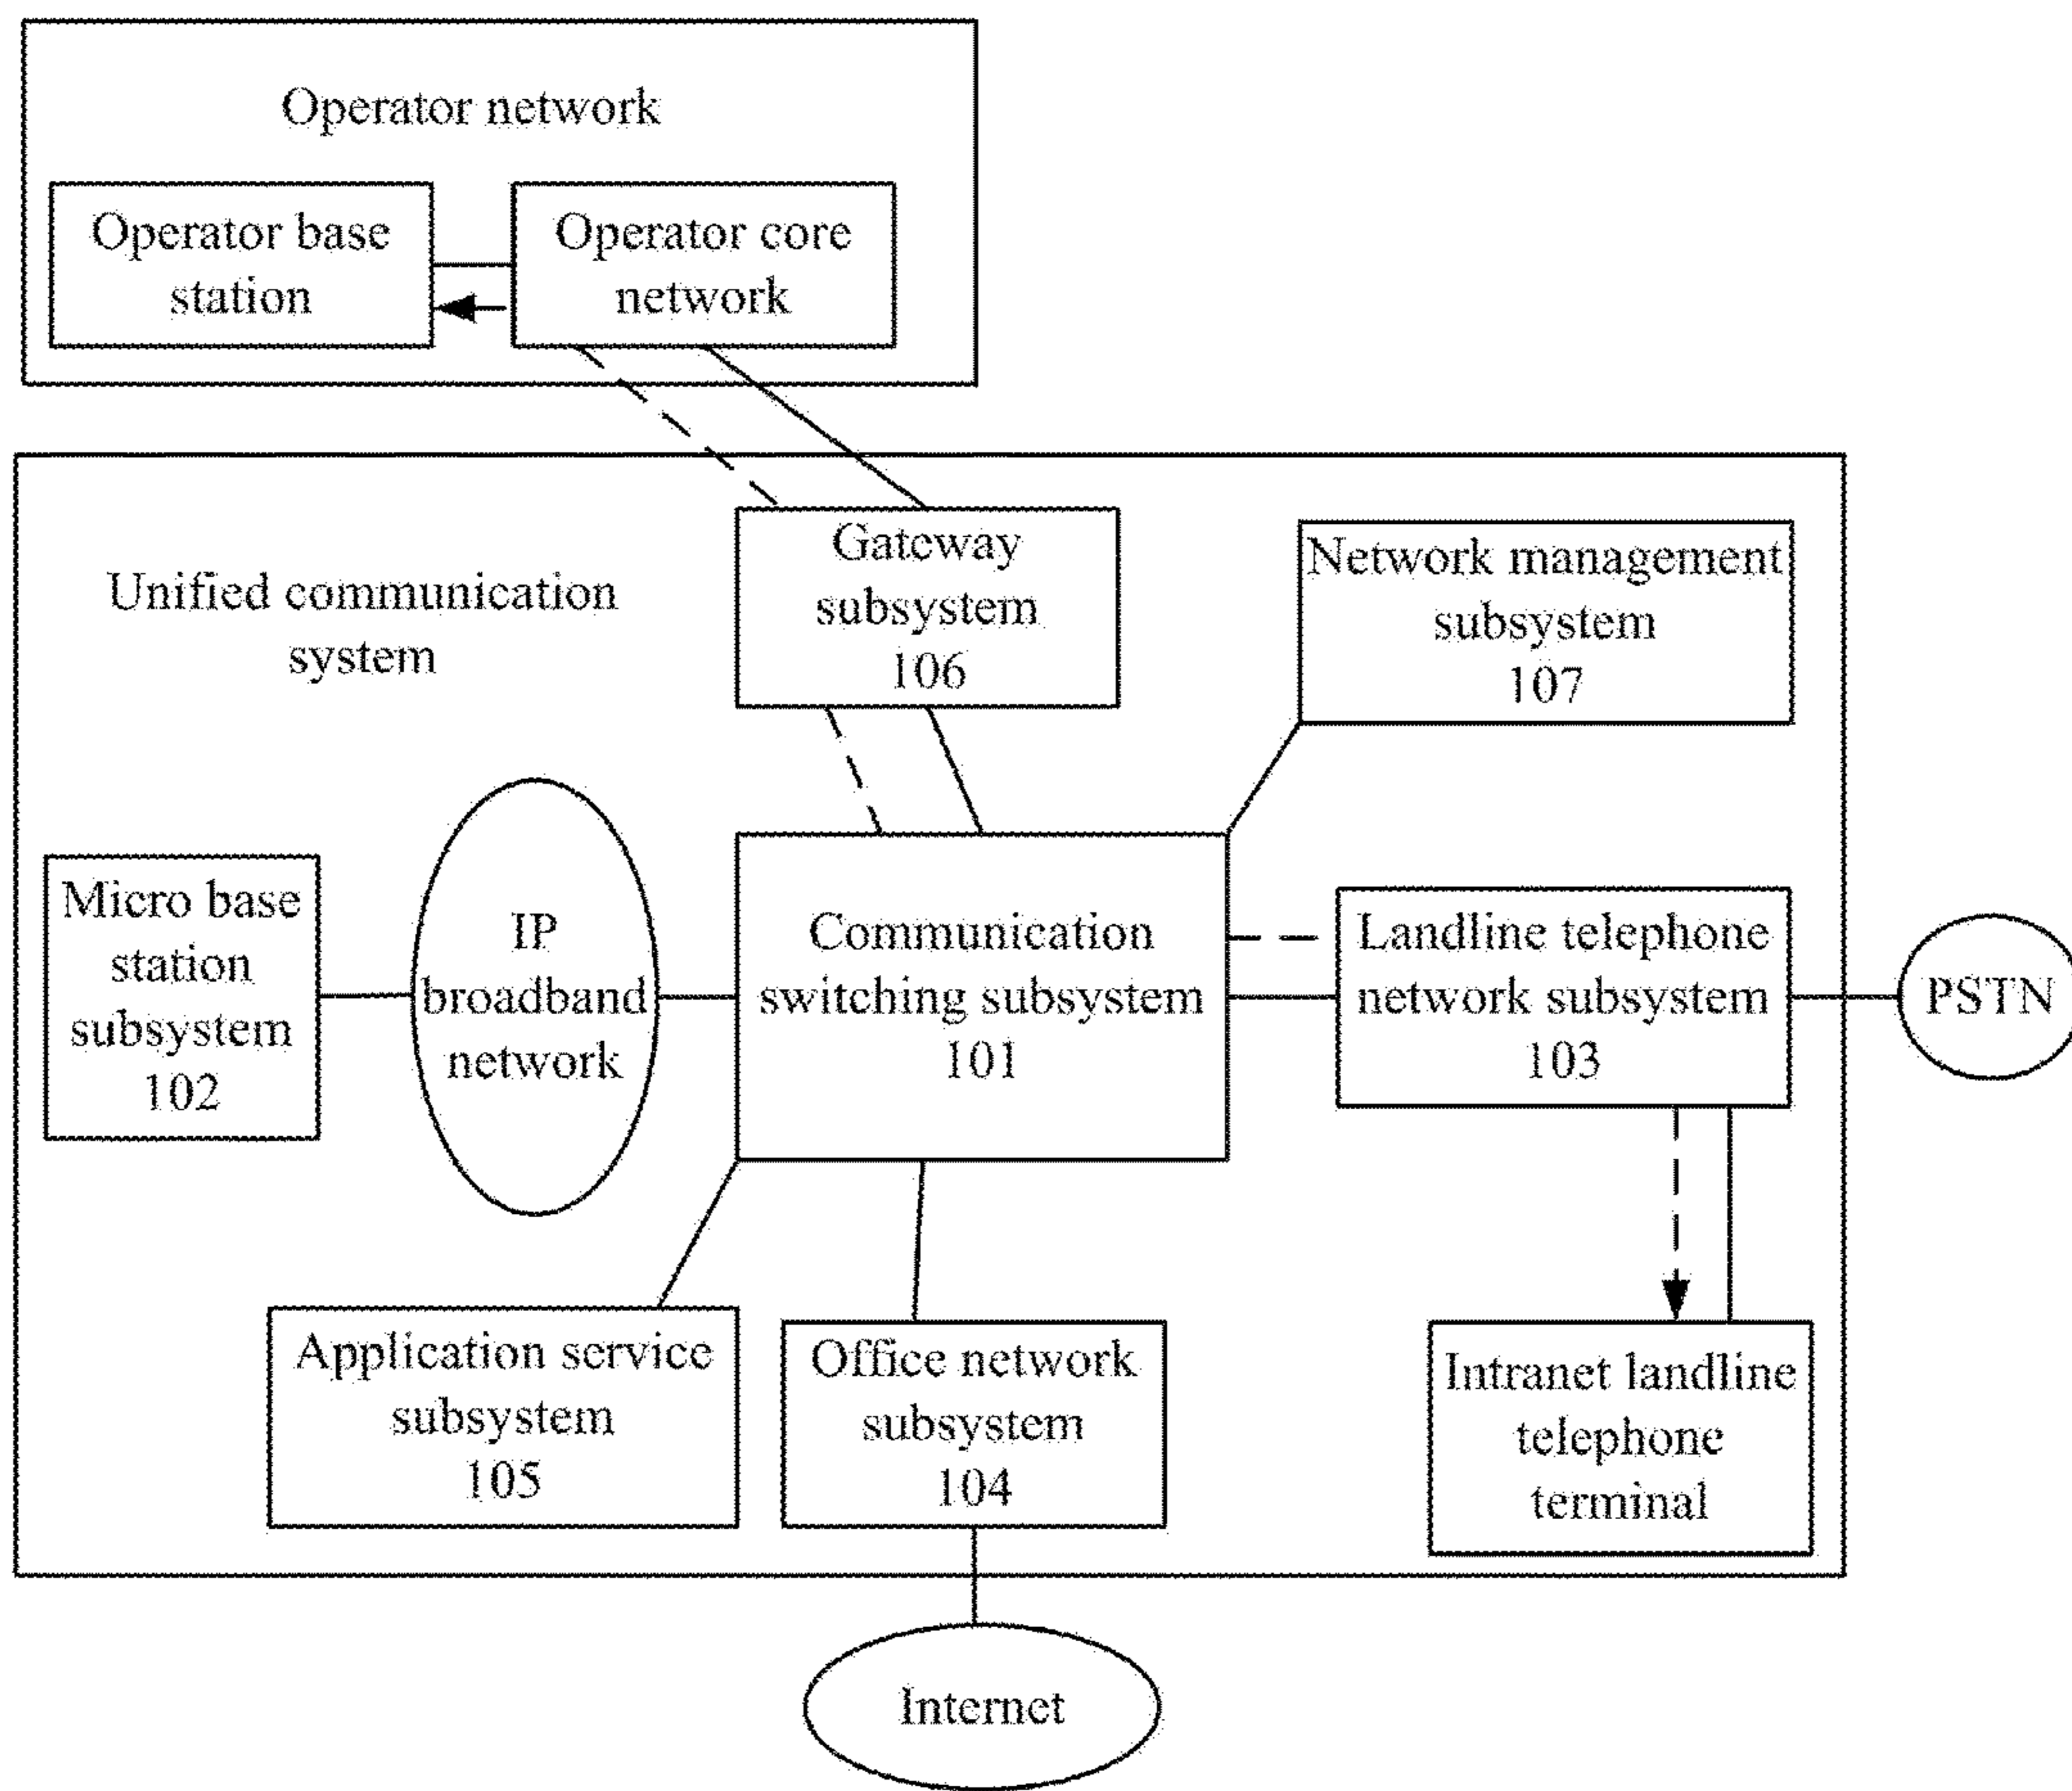 Operator network
Operator base
station
Operator core
network
Unified communication
system
Gateway
subsystem
106
Network management
subsystem
107
Micro base
station
subsystem
102
IP
broadband
network
Communication
switching subsystem
101
Landline telephone
network subsystem
103
PSTN
Application service
subsystem
105
Office network
subsystem
104
Intranet landline
telephone
terminal
Internet